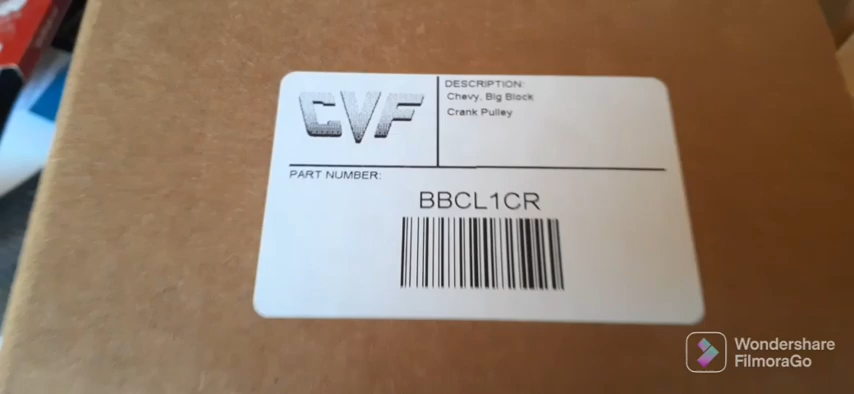 CVF
DESCRIPTION:
Chevy, Big Block
Crank Pulley
PART NUMBER:
BBCL1CR
Wondershare
FilmoraGo